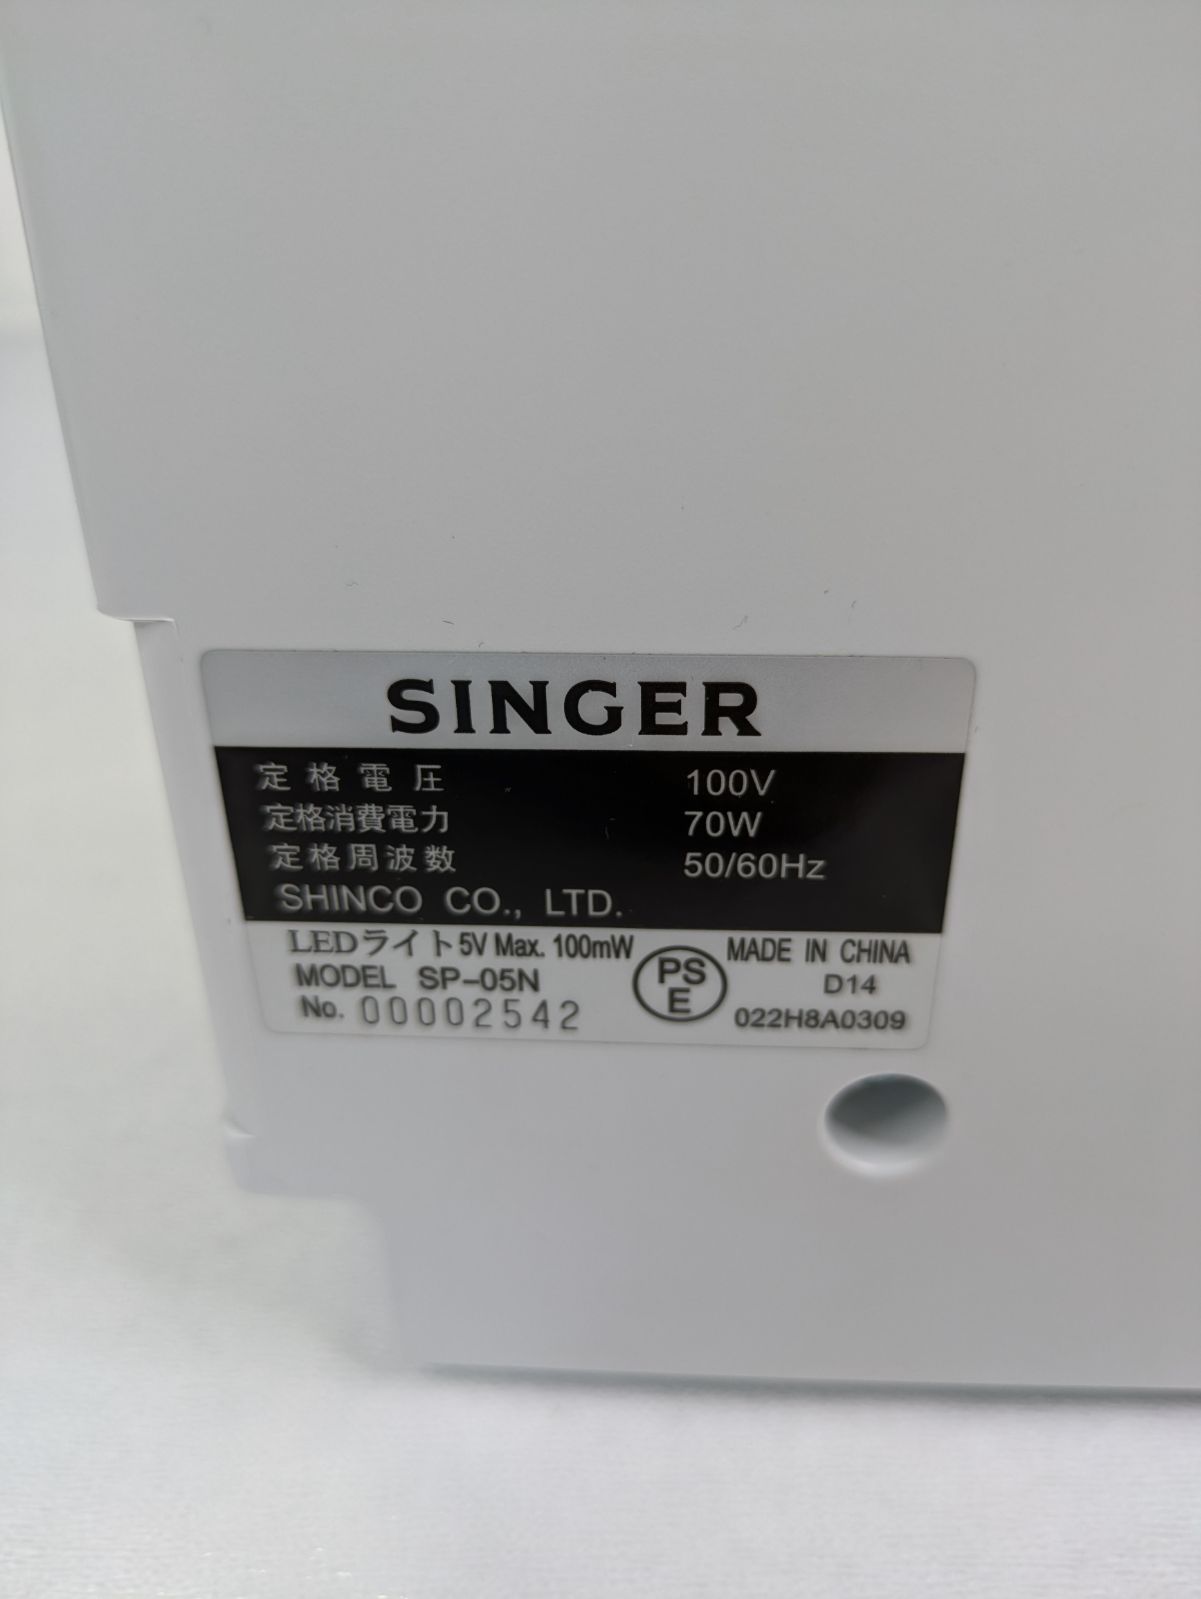 SINGER
定格電圧 100V
定格消費電力 70W
定格周波数 50/60Hz
SHINCO CO., LTD.
LEDライト 5V Max. 100mW
MODEL SP-05N
No. 00002542
PS
E
MADE IN CHINA
D14
022H8A0309